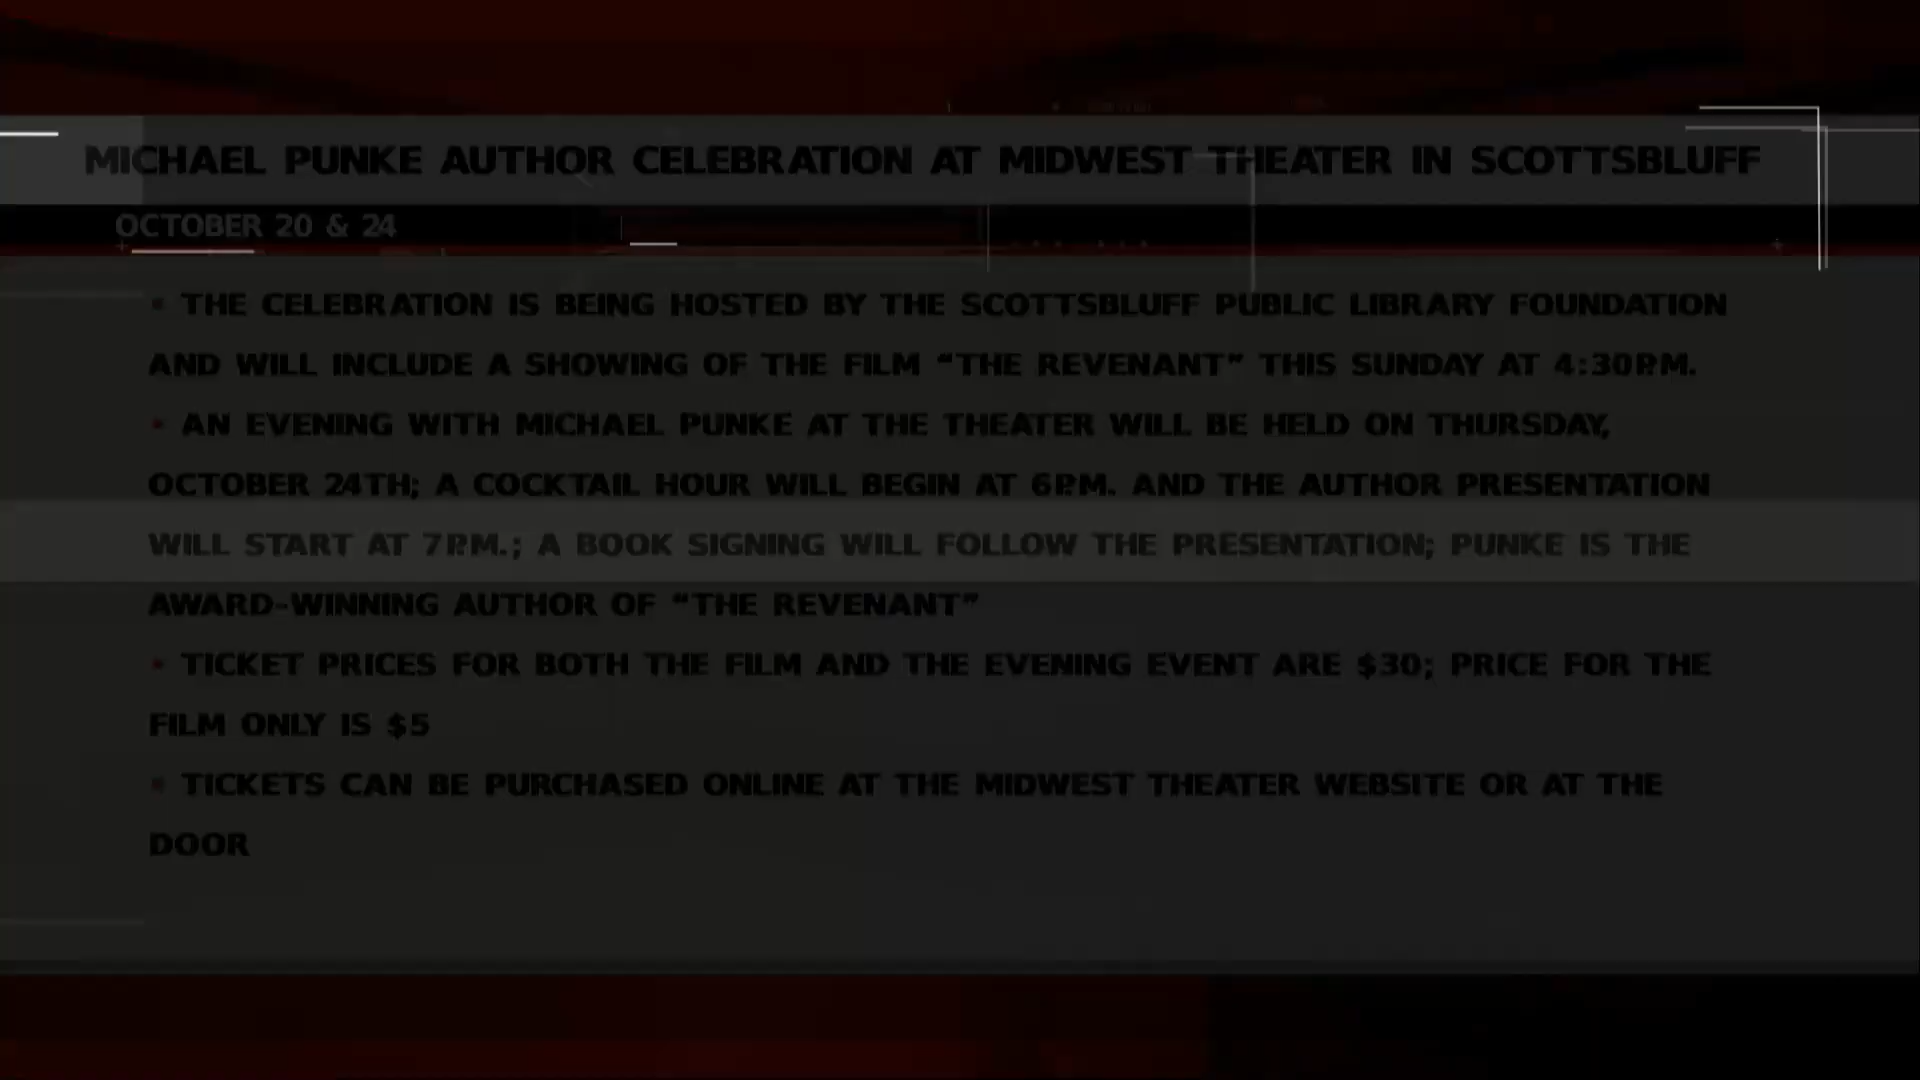 MICHAEL PUNKE AUTHOR CELEBRATION AT MIDWEST THEATER IN SCOTTSBLUFF
OCTOBER 20 & 24
• THE CELEBRATION IS BEING HOSTED BY THE SCOTTSBLUFF PUBLIC LIBRARY FOUNDATION
AND WILL INCLUDE A SHOWING OF THE FILM “THE REVENANT” THIS SUNDAY AT 4:30P.M.
• AN EVENING WITH MICHAEL PUNKE AT THE THEATER WILL BE HELD ON THURSDAY,
OCTOBER 24TH; A COCKTAIL HOUR WILL BEGIN AT 6P.M. AND THE AUTHOR PRESENTATION
WILL START AT 7P.M.; A BOOK SIGNING WILL FOLLOW THE PRESENTATION; PUNKE IS THE
AWARD-WINNING AUTHOR OF “THE REVENANT”
• TICKET PRICES FOR BOTH THE FILM AND THE EVENING EVENT ARE $30; PRICE FOR THE
FILM ONLY IS $5
• TICKETS CAN BE PURCHASED ONLINE AT THE MIDWEST THEATER WEBSITE OR AT THE
DOOR